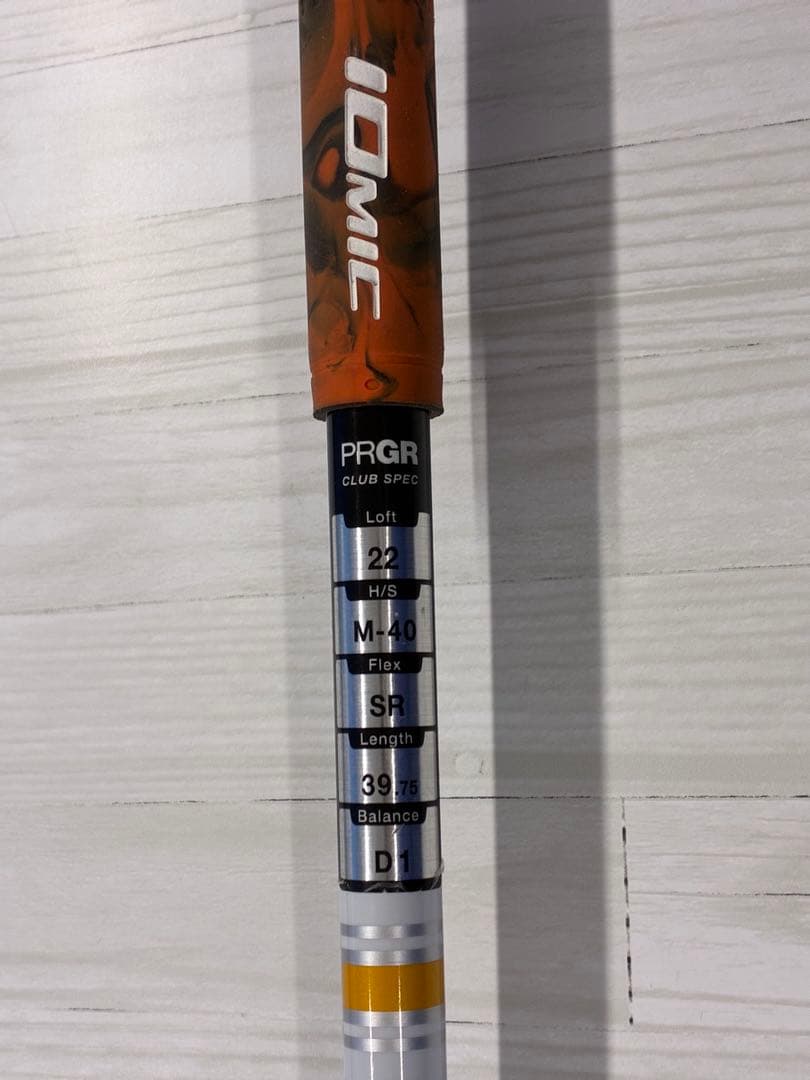 IOMIC
PRGR
CLUB SPEC
Loft
22
H/S
M-40
Flex
SR
Length
39.75
Balance
D1